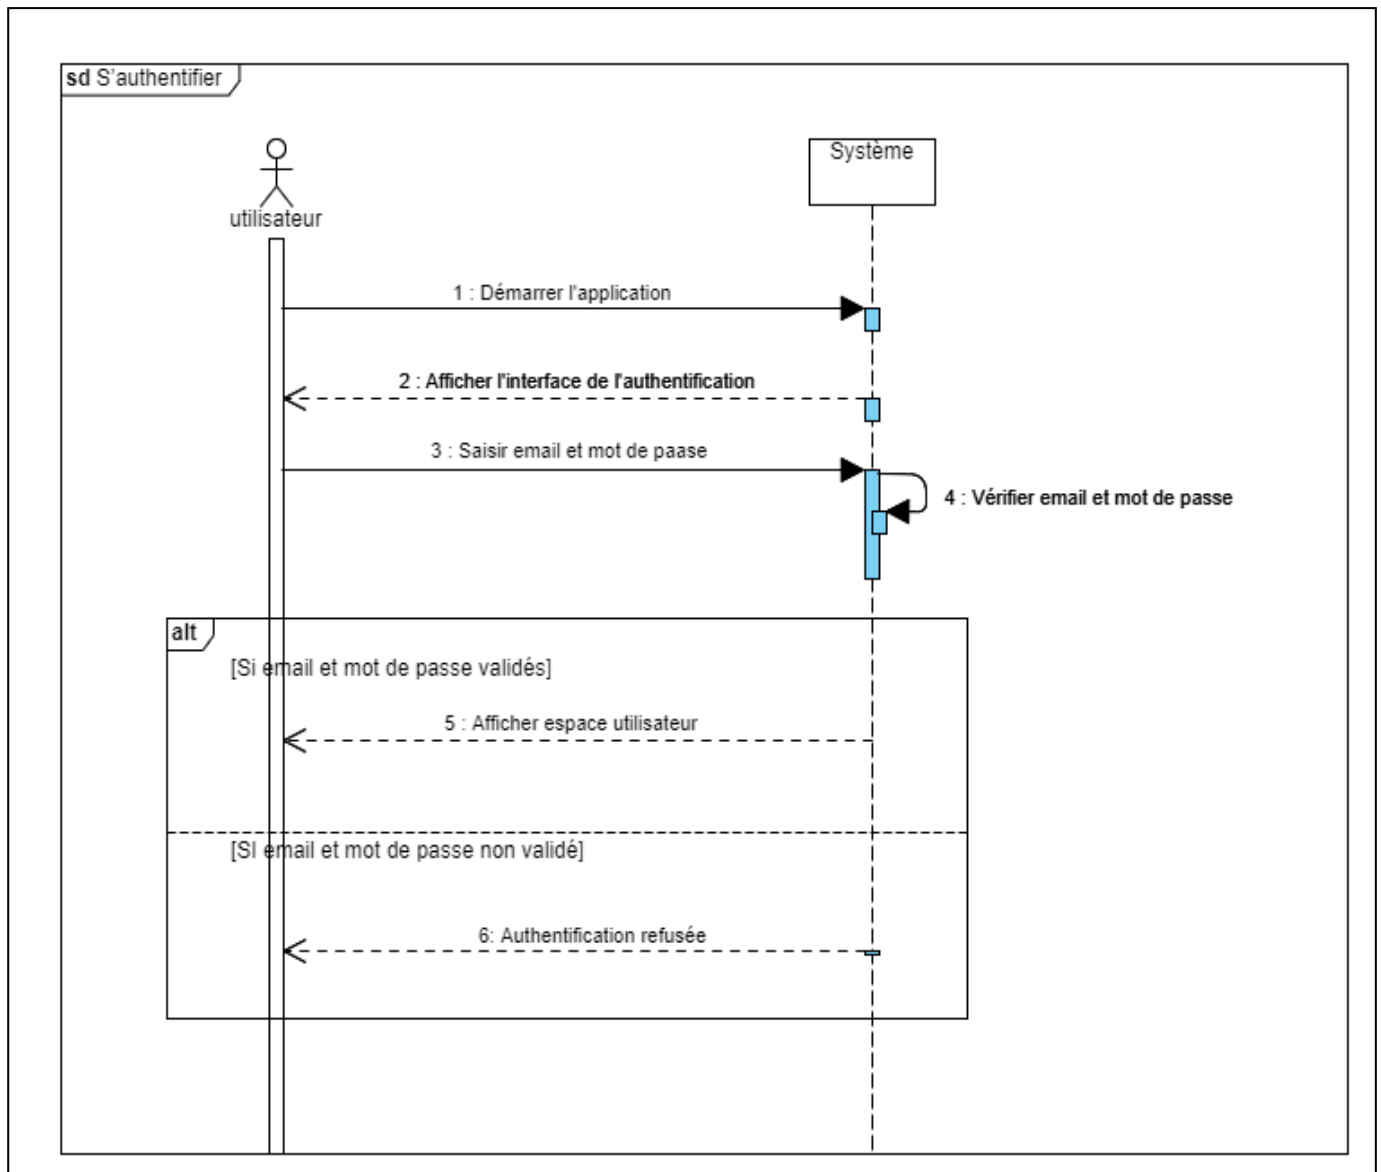 sd S'authentifier
utilisateur
Système
1 : Démarrer l'application
2 : Afficher l'interface de l'authentification
3 : Saisir email et mot de paase
4 : Vérifier email et mot de passe
alt
[Si email et mot de passe validés]
5 : Afficher espace utilisateur
[SI email et mot de passe non validé]
6: Authentification refusée